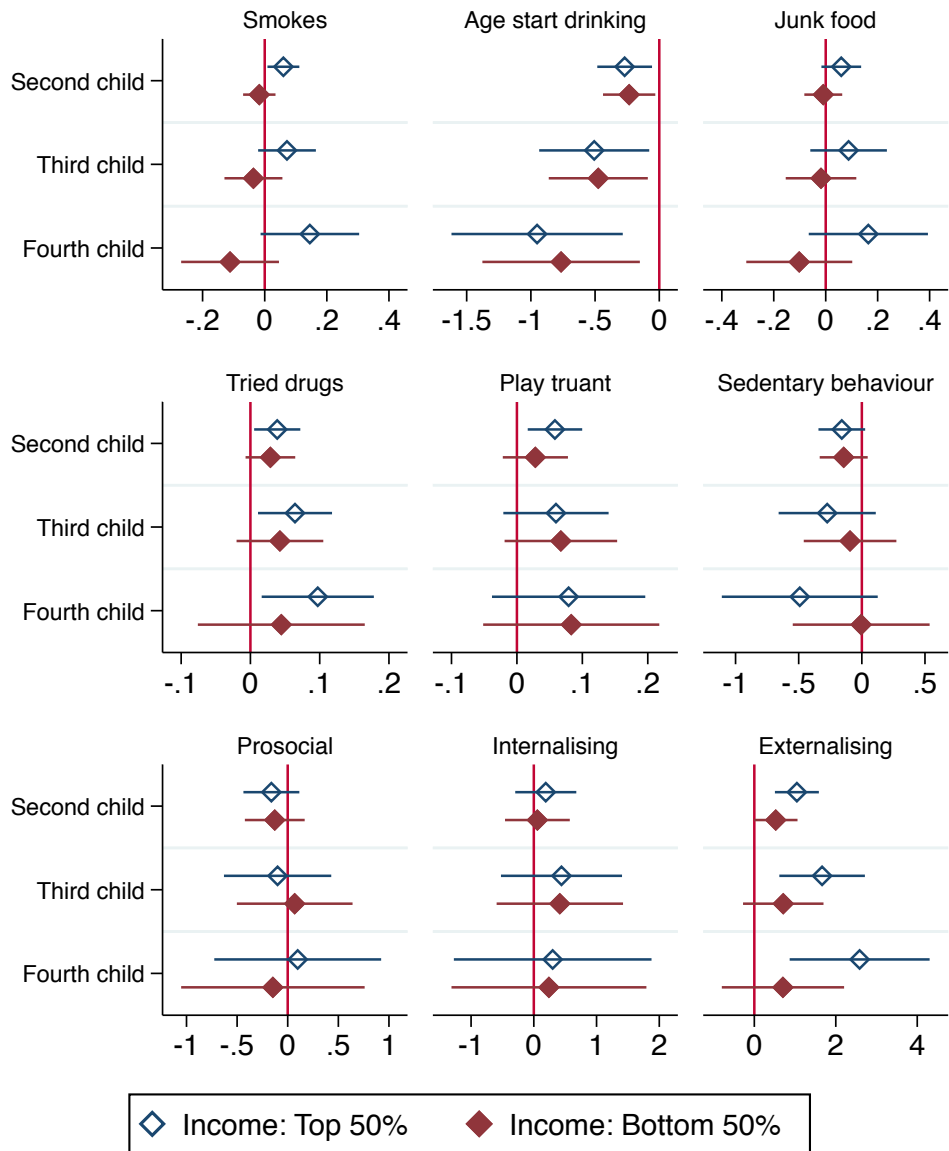 Smokes
Age start drinking
Junk food
Second child
Third child
Fourth child
-.2 0 .2 .4
-1.5 -1 -.5 0
-.4 -.2 0 .2 .4
Tried drugs
Play truant
Sedentary behaviour
Second child
Third child
Fourth child
-.1 0 .1 .2
-.1 0 .1 .2
-1 -.5 0 .5
Prosocial
Internalising
Externalising
Second child
Third child
Fourth child
-1 -.5 0 .5 1
-1 0 1 2
0 2 4
Income: Top 50% Income: Bottom 50%